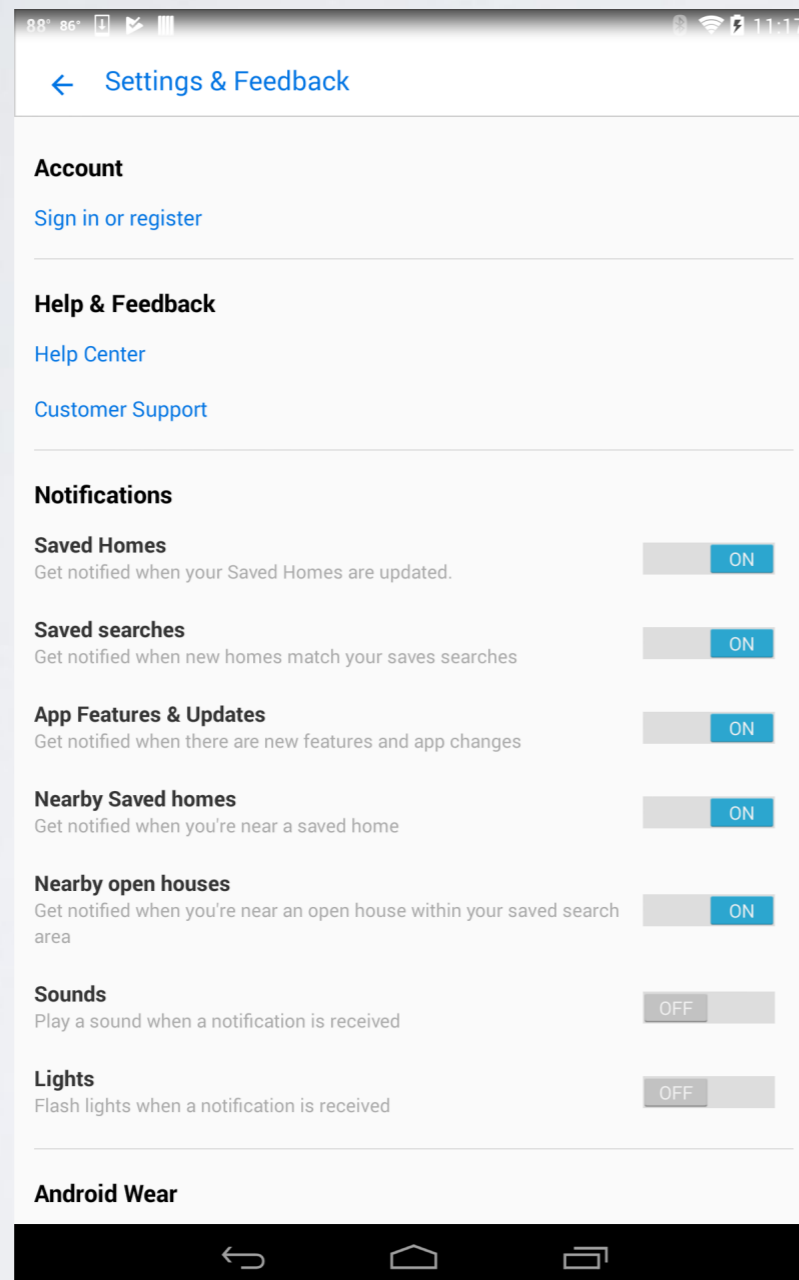 88° 86° 11:17
Settings & Feedback
Account
Sign in or register
Help & Feedback
Help Center
Customer Support
Notifications
Saved Homes
Get notified when your Saved Homes are updated.
ON
Saved searches
Get notified when new homes match your saves searches
ON
App Features & Updates
Get notified when there are new features and app changes
ON
Nearby Saved homes
Get notified when you're near a saved home
ON
Nearby open houses
Get notified when you're near an open house within your saved search
area
ON
Sounds
Play a sound when a notification is received
OFF
Lights
Flash lights when a notification is received
OFF
Android Wear